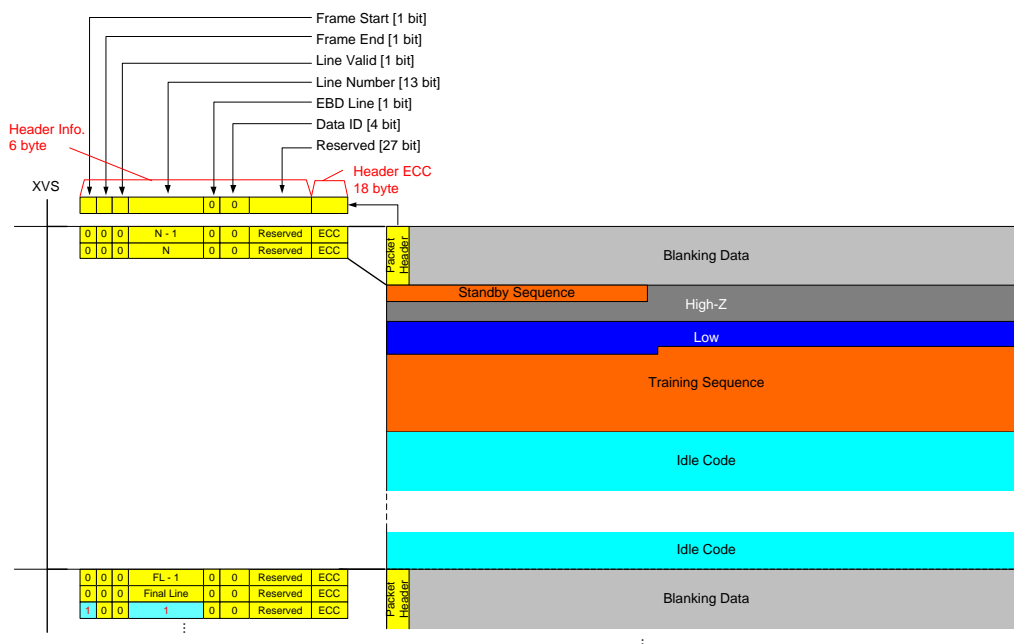 Frame Start [1 bit]
Frame End [1 bit]
Line Valid [1 bit]
Line Number [13 bit]
EBD Line [1 bit]
Data ID [4 bit]
Reserved [27 bit]
Header Info.
6 byte
Header ECC
18 byte
XVS
0 0
0 0 0 N - 1 0 0 Reserved ECC
0 0 0 N 0 0 Reserved ECC
Packet
Header
Blanking Data
Standby Sequence
High-Z
Low
Training Sequence
Idle Code
Idle Code
0 0 0 FL - 1 0 0 Reserved ECC
0 0 0 Final Line 0 0 Reserved ECC
1 0 0 1 0 0 Reserved ECC
Packet
Header
Blanking Data